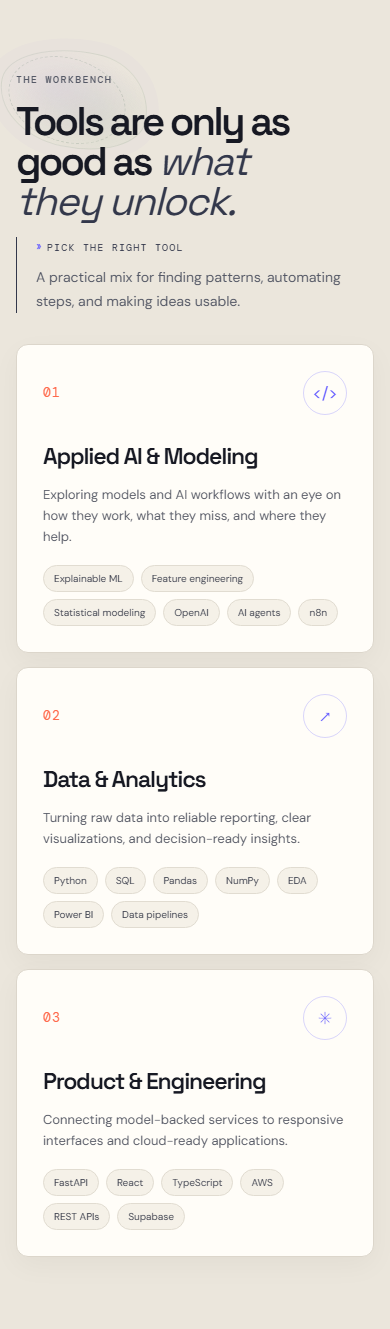 THE WORKBENCH
Tools are only as
good as what
they unlock.
» PICK THE RIGHT TOOL
A practical mix for finding patterns, automating
steps, and making ideas usable.
01
</>
Applied AI & Modeling
Exploring models and AI workflows with an eye on
how they work, what they miss, and where they
help.
Explainable ML
Feature engineering
Statistical modeling
OpenAI
AI agents
n8n
02
↗
Data & Analytics
Turning raw data into reliable reporting, clear
visualizations, and decision-ready insights.
Python
SQL
Pandas
NumPy
EDA
Power BI
Data pipelines
03
✳
Product & Engineering
Connecting model-backed services to responsive
interfaces and cloud-ready applications.
FastAPI
React
TypeScript
AWS
REST APIs
Supabase